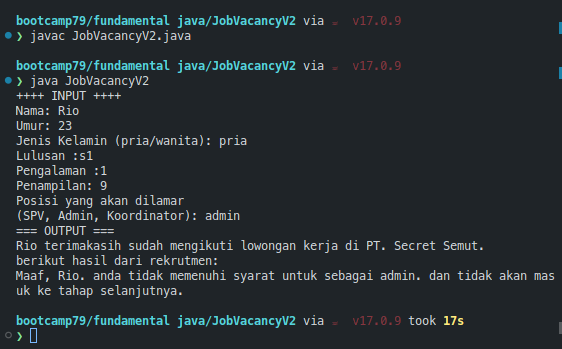 bootcamp79/fundamental java/JobVacancyV2 via ☕ v17.0.9
❯ javac JobVacancyV2.java
bootcamp79/fundamental java/JobVacancyV2 via ☕ v17.0.9
❯ java JobVacancyV2
++++ INPUT ++++
Nama: Rio
Umur: 23
Jenis Kelamin (pria/wanita): pria
Lulusan :s1
Pengalaman :1
Penampilan: 9
Posisi yang akan dilamar
(SPV, Admin, Koordinator): admin
=== OUTPUT ===
Rio terimakasih sudah mengikuti lowongan kerja di PT. Secret Semut.
berikut hasil dari rekrutmen:
Maaf, Rio. anda tidak memenuhi syarat untuk sebagai admin. dan tidak akan mas
uk ke tahap selanjutnya.
bootcamp79/fundamental java/JobVacancyV2 via ☕ v17.0.9 took 17s
❯